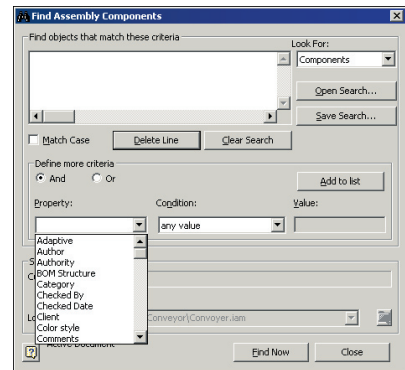 Find Assembly Components
Find objects that match these criteria
Look For:
Components
Open Search...
Save Search...
Match Case
Delete Line
Clear Search
Define more criteria
And
Or
Add to list
Property:
Condition:
Value:
any value
Adaptive
Author
Authority
BOM Structure
Category
Checked By
Checked Date
Client
Color style
Comments
Conveyor\Convoyer.iam
Active Document
Find Now
Close